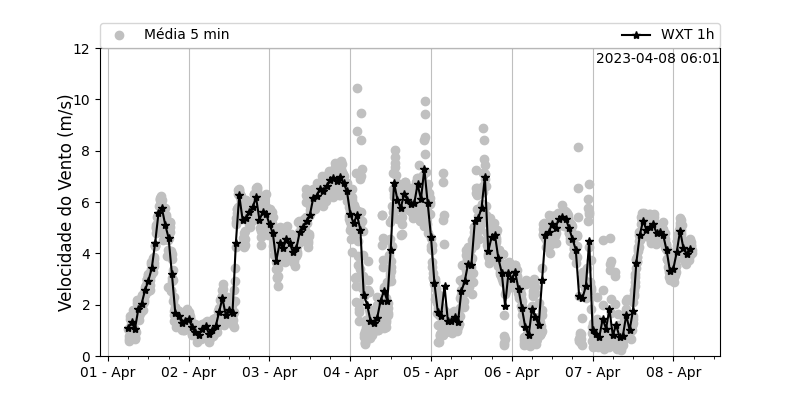 Média 5 min
WXT 1h
2023-04-08 06:01
Velocidade do Vento (m/s)
12
10
8
6
4
2
0
01 - Apr
02 - Apr
03 - Apr
04 - Apr
05 - Apr
06 - Apr
07 - Apr
08 - Apr